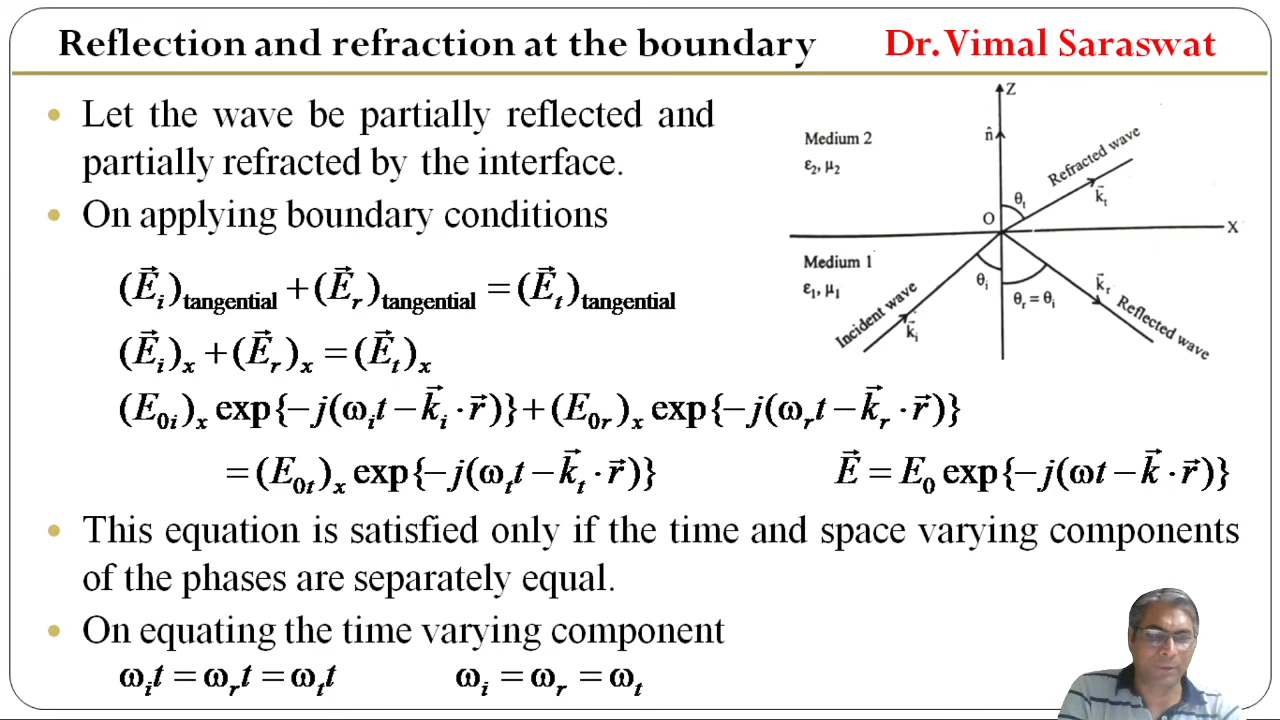 Reflection and refraction at the boundary Dr. Vimal Saraswat
• Let the wave be partially reflected and
partially refracted by the interface.
• On applying boundary conditions
(E⃗ᵢ)tangential + (E⃗ᵣ)tangential = (E⃗ₜ)tangential
(E⃗ᵢ)ₓ + (E⃗ᵣ)ₓ = (E⃗ₜ)ₓ
(E₀ᵢ)ₓ exp{−j(ωᵢt − k⃗ᵢ · r⃗)} + (E₀ᵣ)ₓ exp{−j(ωᵣt − k⃗ᵣ · r⃗)}
= (E₀ₜ)ₓ exp{−j(ωₜt − k⃗ₜ · r⃗)} E⃗ = E₀ exp{−j(ωt − k⃗ · r⃗)}
• This equation is satisfied only if the time and space varying components
of the phases are separately equal.
• On equating the time varying component
ωᵢt = ωᵣt = ωₜt ωᵢ = ωᵣ = ωₜ
Z
n̂
Medium 2
ε₂, μ₂
Refracted wave
θₜ
k⃗ₜ
O
X
Medium 1
ε₁, μ₁
θᵢ
θᵣ = θᵢ
k⃗ᵣ
Incident wave
k⃗ᵢ
Reflected wave